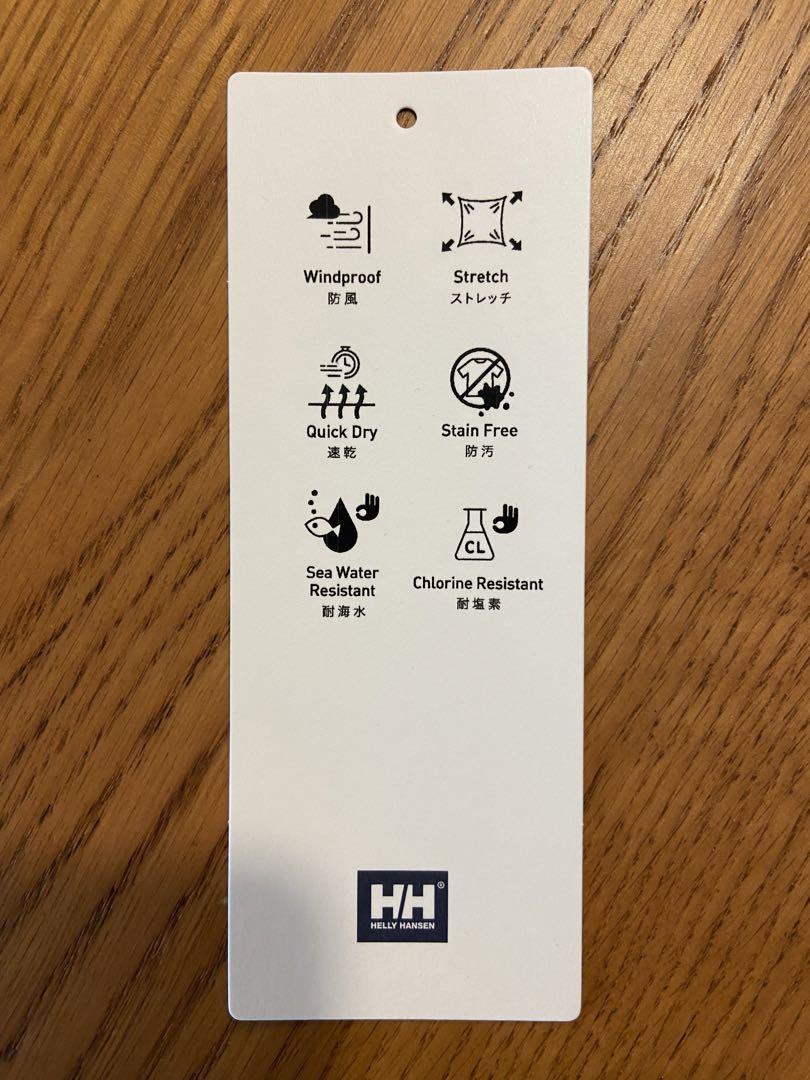 Windproof
防風
Stretch
ストレッチ
Quick Dry
速乾
Stain Free
防汚
Sea Water
Resistant
耐海水
CL
Chlorine Resistant
耐塩素
HH®
HELLY HANSEN